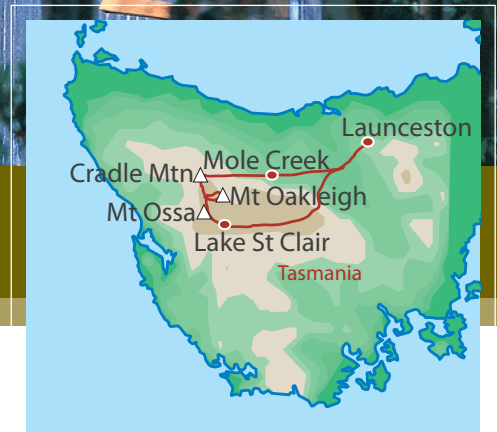 Launceston
Mole Creek
Cradle Mtn
Mt Oakleigh
Mt Ossa
Lake St Clair
Tasmania